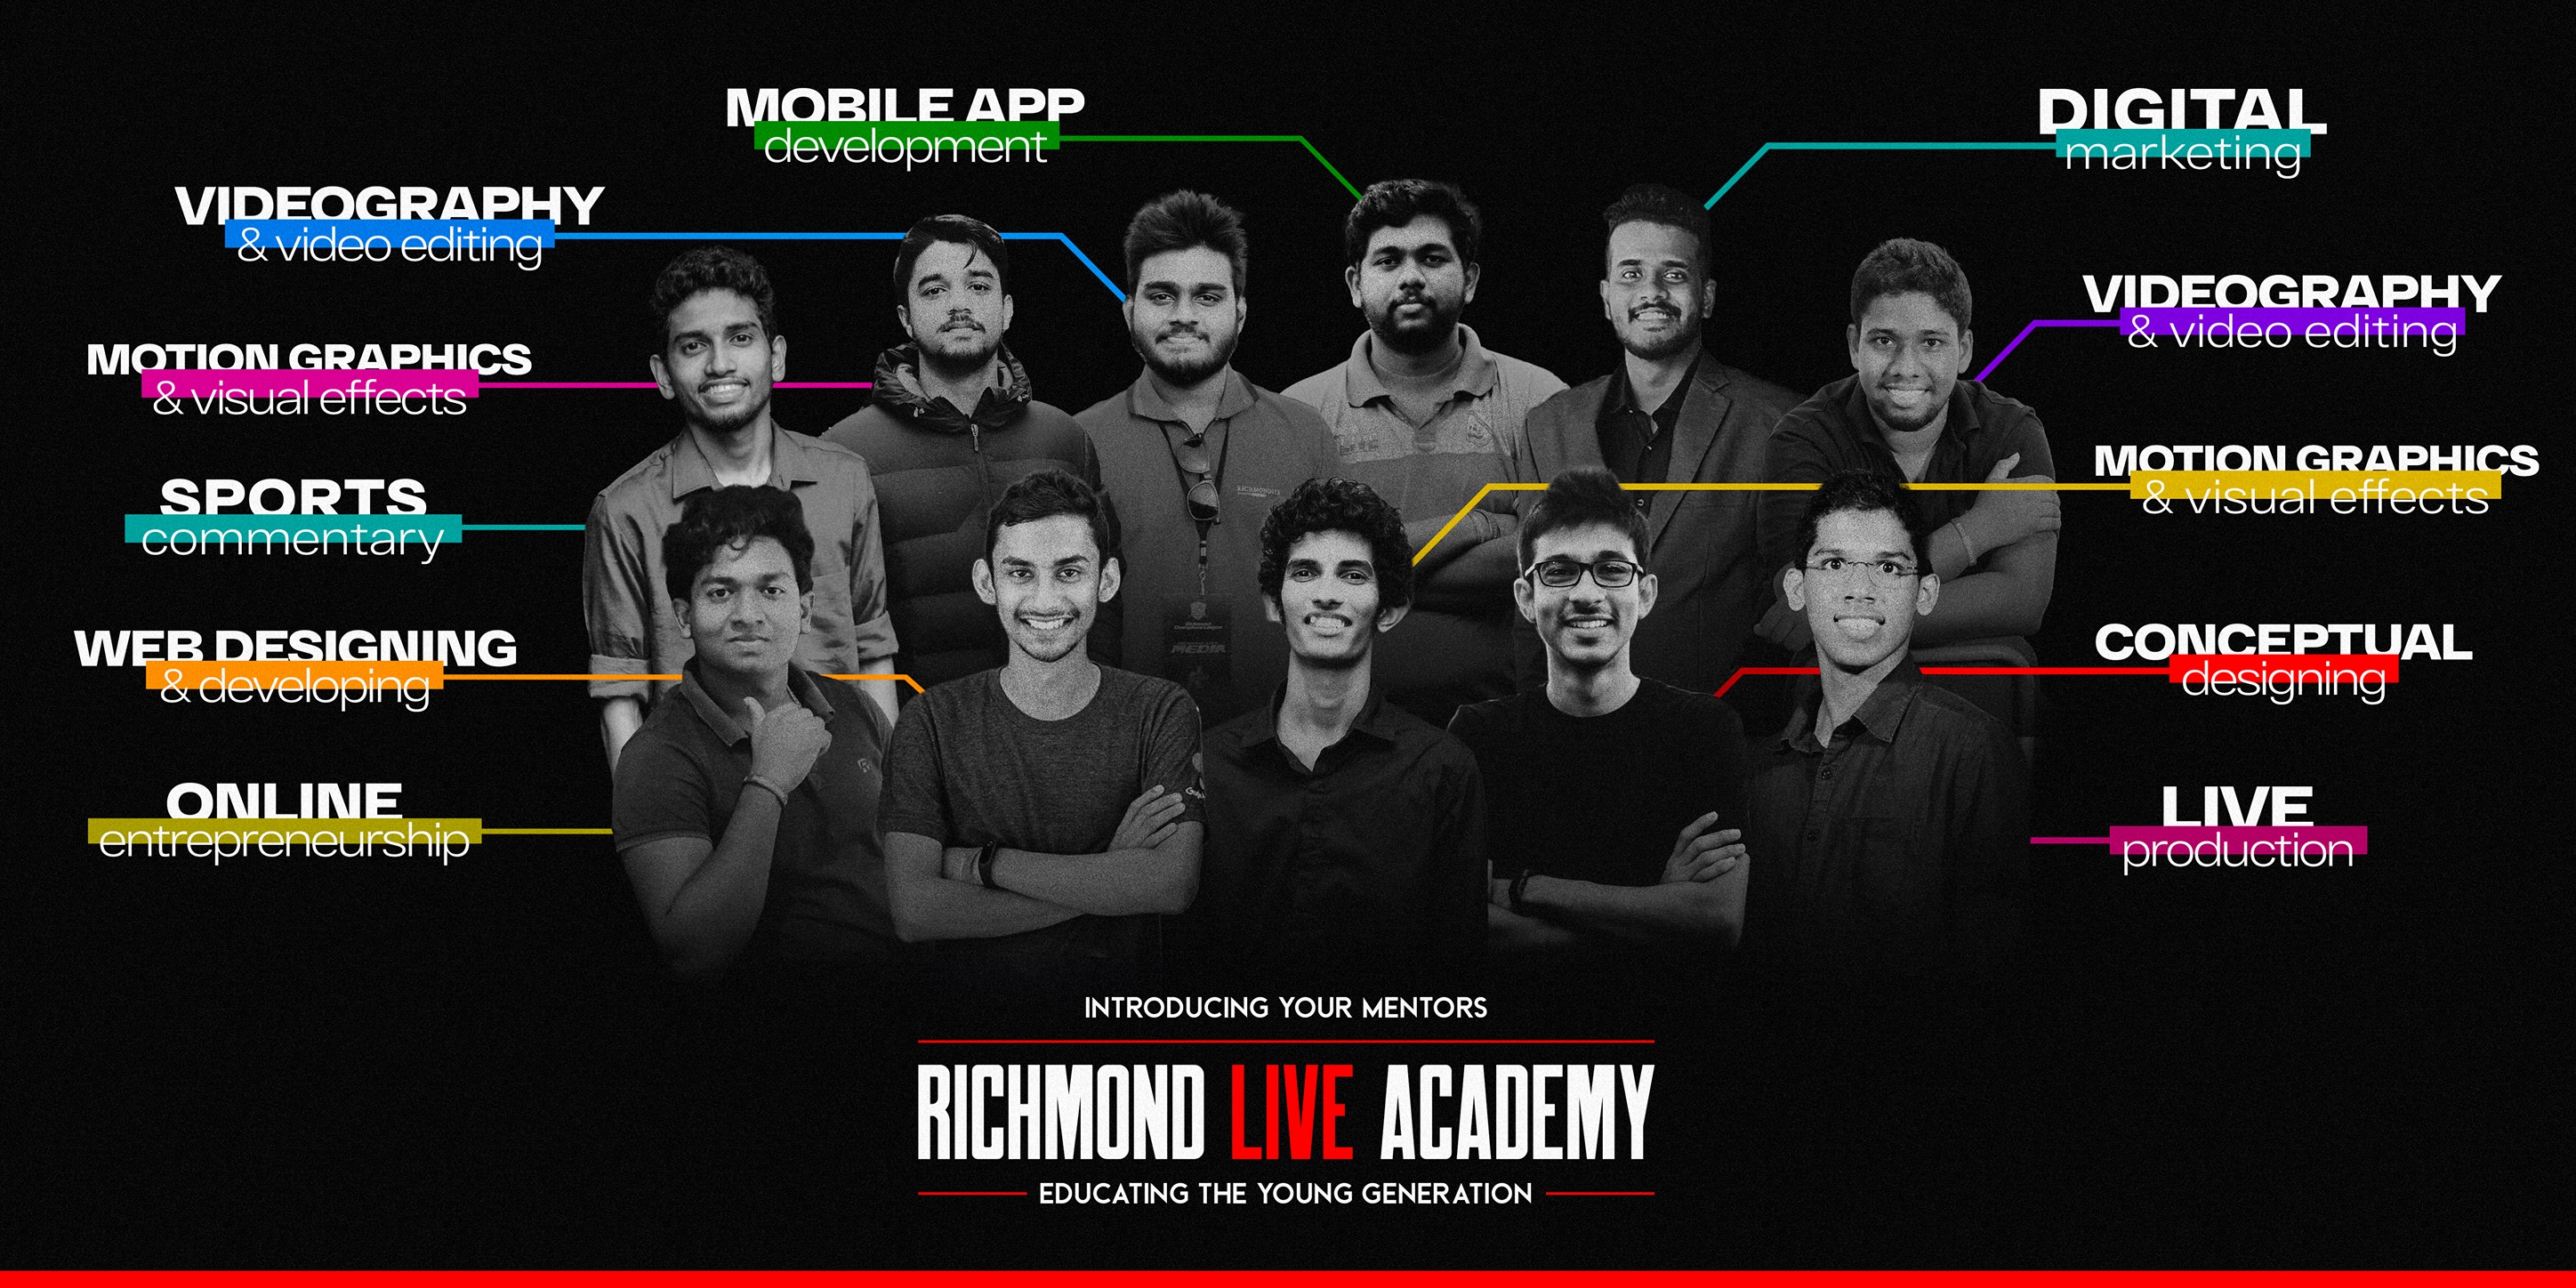 MOBILE APP
development
DIGITAL
marketing
VIDEOGRAPHY
& video editing
VIDEOGRAPHY
& video editing
MOTION GRAPHICS
& visual effects
MOTION GRAPHICS
& visual effects
SPORTS
commentary
WEB DESIGNING
& developing
CONCEPTUAL
designing
ONLINE
entrepreneurship
LIVE
production
MEDIA
INTRODUCING YOUR MENTORS
RICHMOND LIVE ACADEMY
EDUCATING THE YOUNG GENERATION